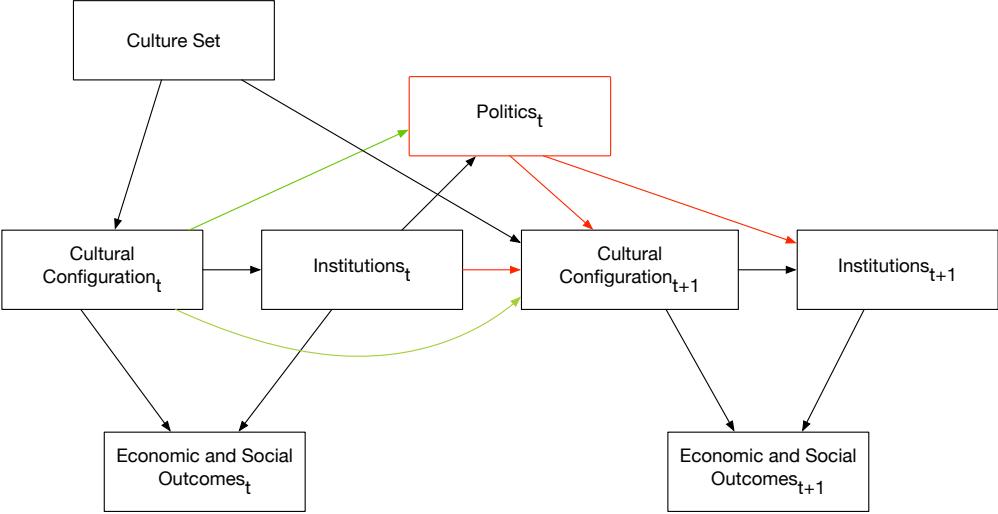 Culture Set
Politics_t
Cultural
Configuration_t
Institutions_t
Cultural
Configuration_t+1
Institutions_t+1
Economic and Social
Outcomes_t
Economic and Social
Outcomes_t+1